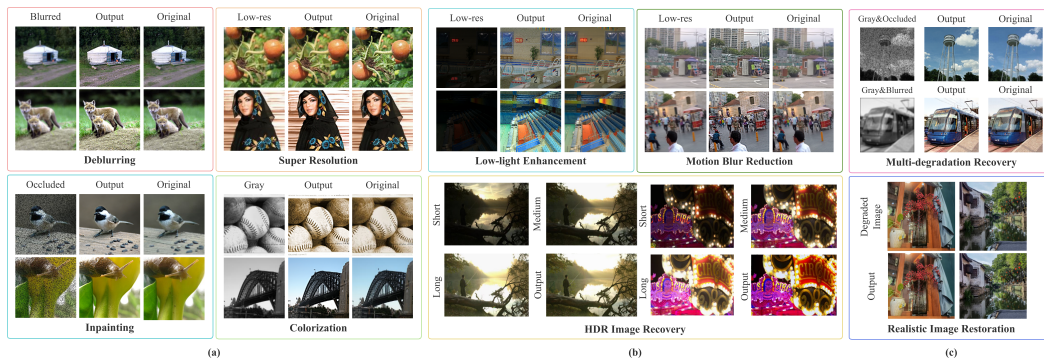 Blurred Output Original
Deblurring
Low-res Output Original
Super Resolution
Occluded Output Original
Inpainting
Gray Output Original
Colorization
(a)
Low-res Output Original
Low-light Enhancement
Low-res Output Original
Motion Blur Reduction
Short
Medium
Short
Medium
Long
Output
Long
Output
HDR Image Recovery
(b)
Gray&Occluded Output Original
Gray&Blurred Output Original
Multi-degradation Recovery
Degraded
Image
Output
Realistic Image Restoration
(c)